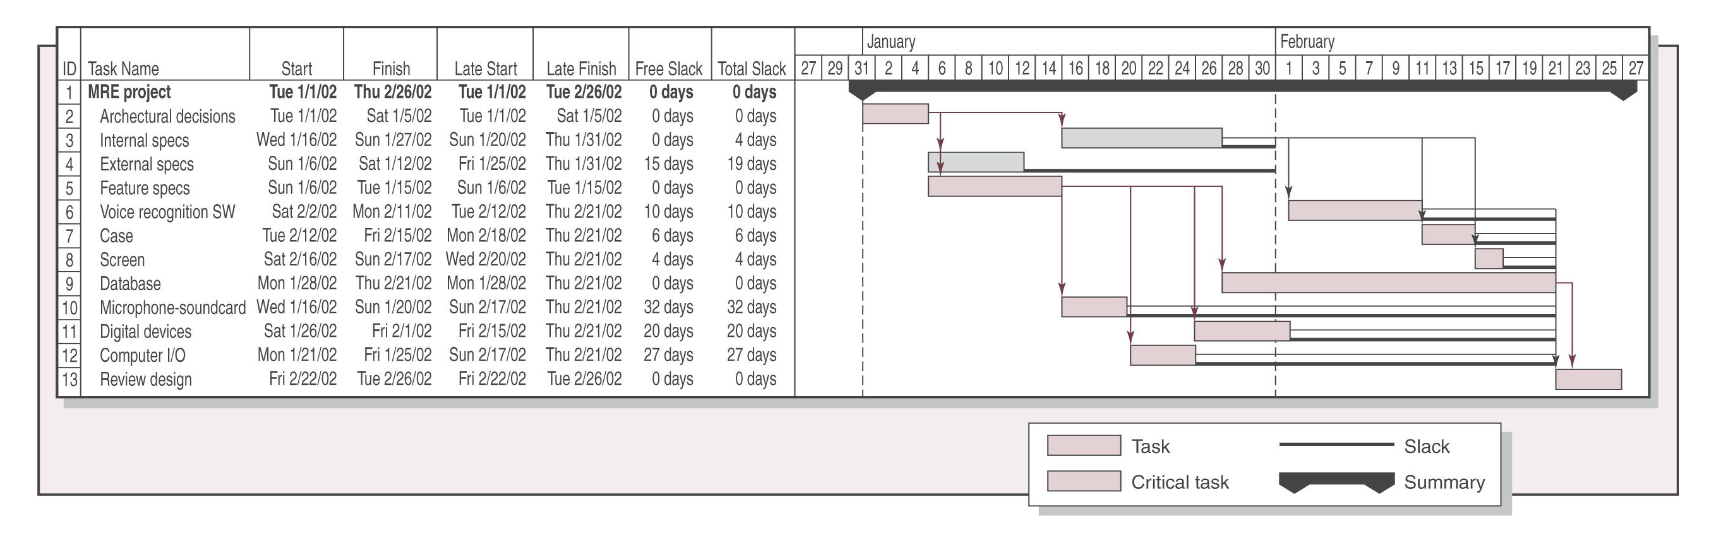 January February
ID Task Name Start Finish Late Start Late Finish Free Slack Total Slack 27 29 31 2 4 6 8 10 12 14 16 18 20 22 24 26 28 30 1 3 5 7 9 11 13 15 17 19 21 23 25 27
1 MRE project Tue 1/1/02 Thu 2/26/02 Tue 1/1/02 Tue 2/26/02 0 days 0 days
2 Archectural decisions Tue 1/1/02 Sat 1/5/02 Tue 1/1/02 Sat 1/5/02 0 days 0 days
3 Internal specs Wed 1/16/02 Sun 1/27/02 Sun 1/20/02 Thu 1/31/02 0 days 4 days
4 External specs Sun 1/6/02 Sat 1/12/02 Fri 1/25/02 Thu 1/31/02 15 days 19 days
5 Feature specs Sun 1/6/02 Tue 1/15/02 Sun 1/6/02 Tue 1/15/02 0 days 0 days
6 Voice recognition SW Sat 2/2/02 Mon 2/11/02 Tue 2/12/02 Thu 2/21/02 10 days 10 days
7 Case Tue 2/12/02 Fri 2/15/02 Mon 2/18/02 Thu 2/21/02 6 days 6 days
8 Screen Sat 2/16/02 Sun 2/17/02 Wed 2/20/02 Thu 2/21/02 4 days 4 days
9 Database Mon 1/28/02 Thu 2/21/02 Mon 1/28/02 Thu 2/21/02 0 days 0 days
10 Microphone-soundcard Wed 1/16/02 Sun 1/20/02 Sun 2/17/02 Thu 2/21/02 32 days 32 days
11 Digital devices Sat 1/26/02 Fri 2/1/02 Fri 2/15/02 Thu 2/21/02 20 days 20 days
12 Computer I/O Mon 1/21/02 Fri 1/25/02 Sun 2/17/02 Thu 2/21/02 27 days 27 days
13 Review design Fri 2/22/02 Tue 2/26/02 Fri 2/22/02 Tue 2/26/02 0 days 0 days
Task Slack
Critical task Summary